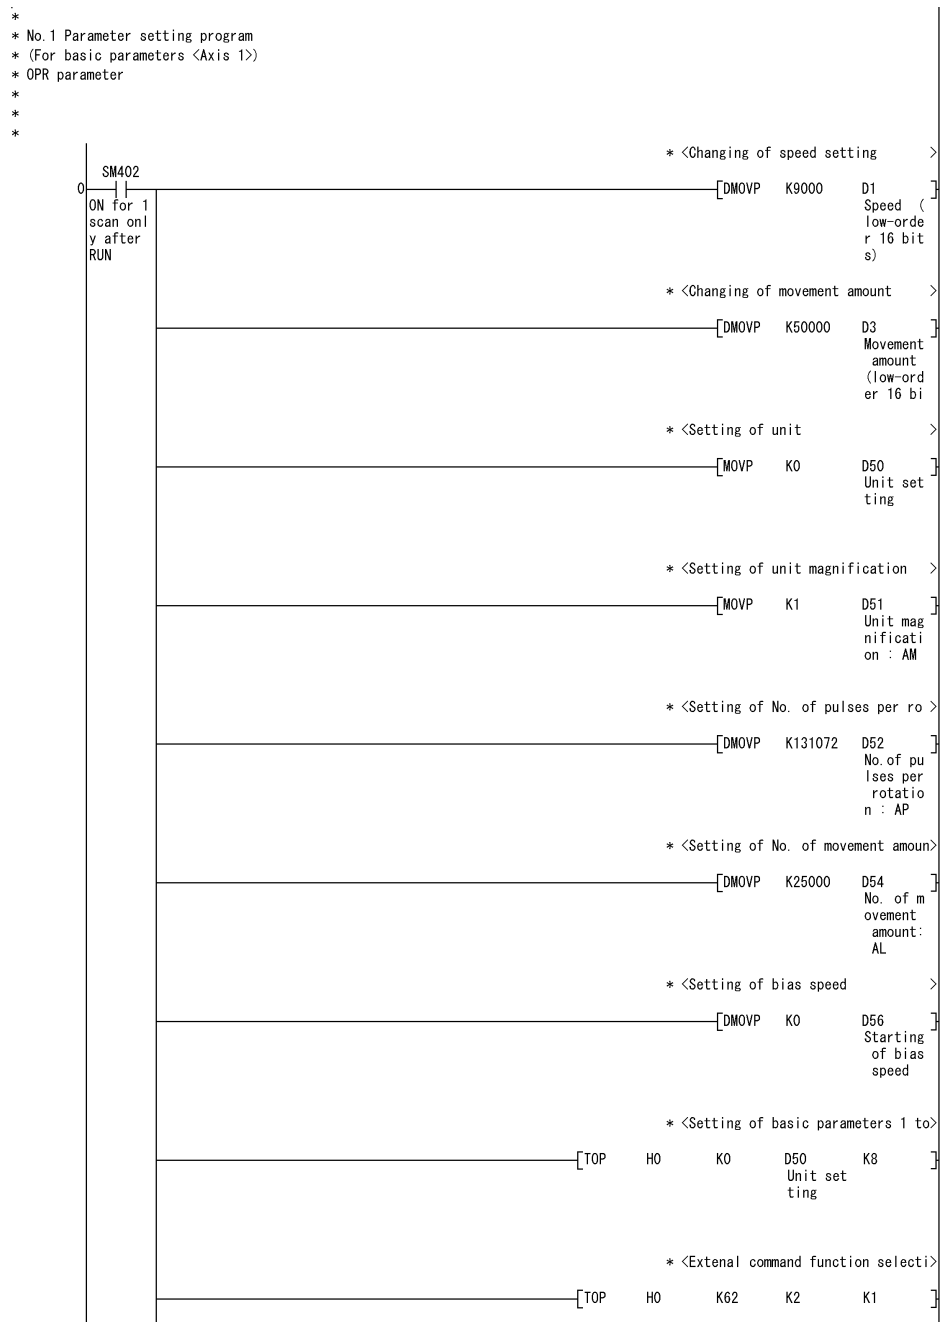 *
* No.1 Parameter setting program
* (For basic parameters <Axis 1>)
* OPR parameter
*
*
*
* <Changing of speed setting >
SM402
0 [DMOVP K9000 D1 ]
ON for 1
scan onl
y after
RUN
Speed (
low-orde
r 16 bit
s)
* <Changing of movement amount >
[DMOVP K50000 D3 ]
Movement
amount
(low-ord
er 16 bi
* <Setting of unit >
[MOVP K0 D50 ]
Unit set
ting
* <Setting of unit magnification >
[MOVP K1 D51 ]
Unit mag
nificati
on : AM
* <Setting of No. of pulses per ro >
[DMOVP K131072 D52 ]
No.of pu
lses per
rotatio
n : AP
* <Setting of No. of movement amoun>
[DMOVP K25000 D54 ]
No. of m
ovement
amount:
AL
* <Setting of bias speed >
[DMOVP K0 D56 ]
Starting
of bias
speed
* <Setting of basic parameters 1 to>
[TOP H0 K0 D50 K8 ]
Unit set
ting
* <Extenal command function selecti>
[TOP H0 K62 K2 K1 ]